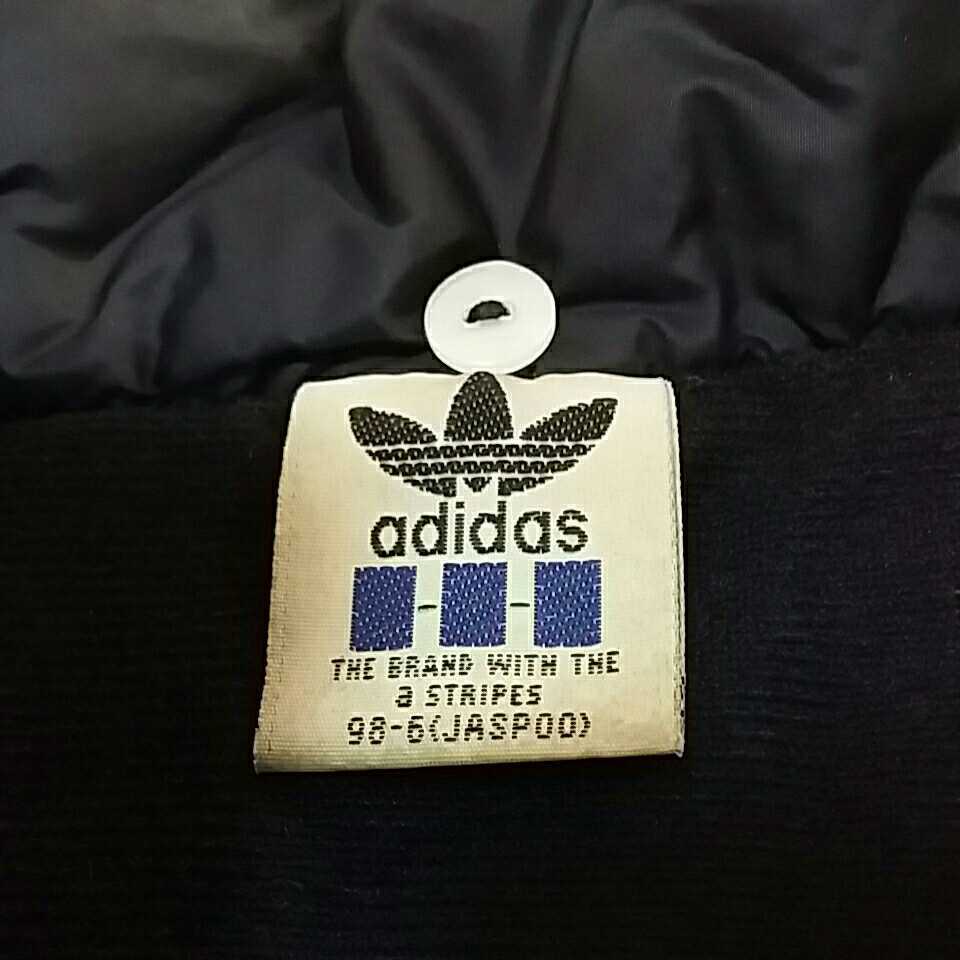 adidas
THE BRAND WITH THE
3 STRIPES
98-6(JASPOO)